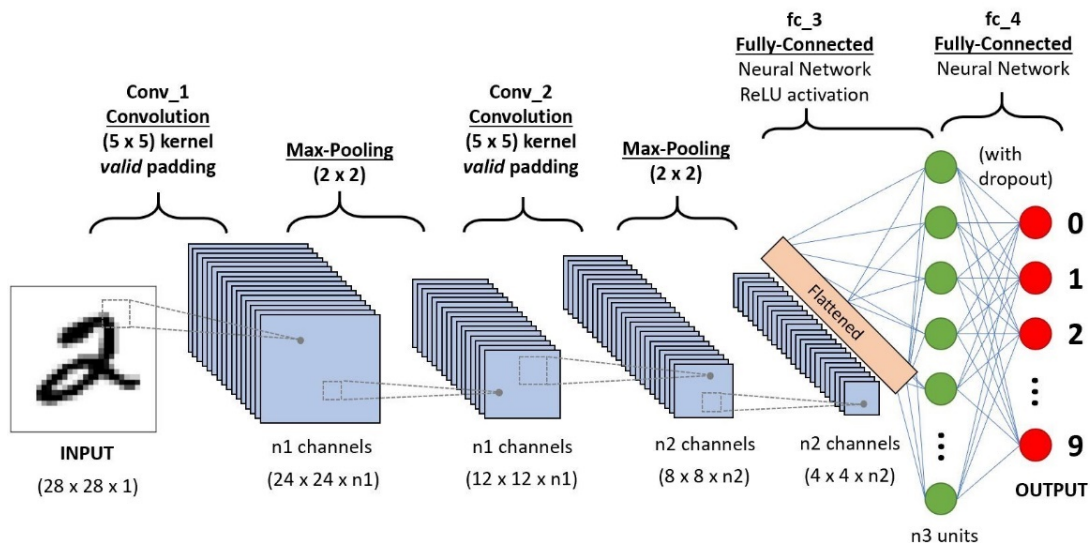 Conv_1
Convolution
(5 x 5) kernel
valid padding
Max-Pooling
(2 x 2)
Conv_2
Convolution
(5 x 5) kernel
valid padding
Max-Pooling
(2 x 2)
fc_3
Fully-Connected
Neural Network
ReLU activation
fc_4
Fully-Connected
Neural Network
(with
dropout)
Flattened
0
1
2
9
OUTPUT
2
INPUT
(28 x 28 x 1)
n1 channels
(24 x 24 x n1)
n1 channels
(12 x 12 x n1)
n2 channels
(8 x 8 x n2)
n2 channels
(4 x 4 x n2)
n3 units